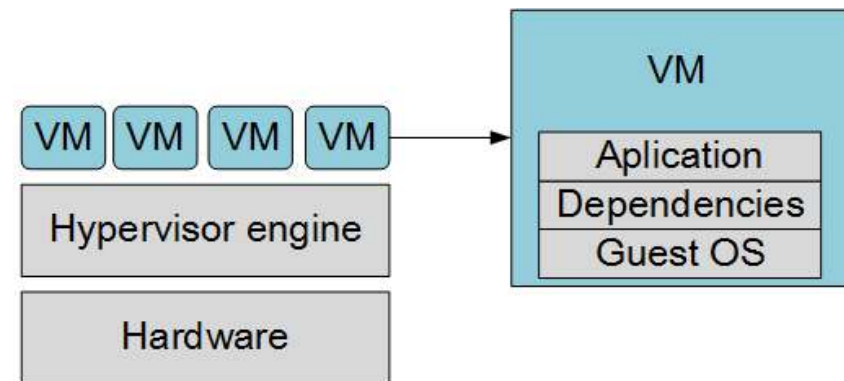 VM VM VM VM
Hypervisor engine
Hardware
VM
Aplication
Dependencies
Guest OS